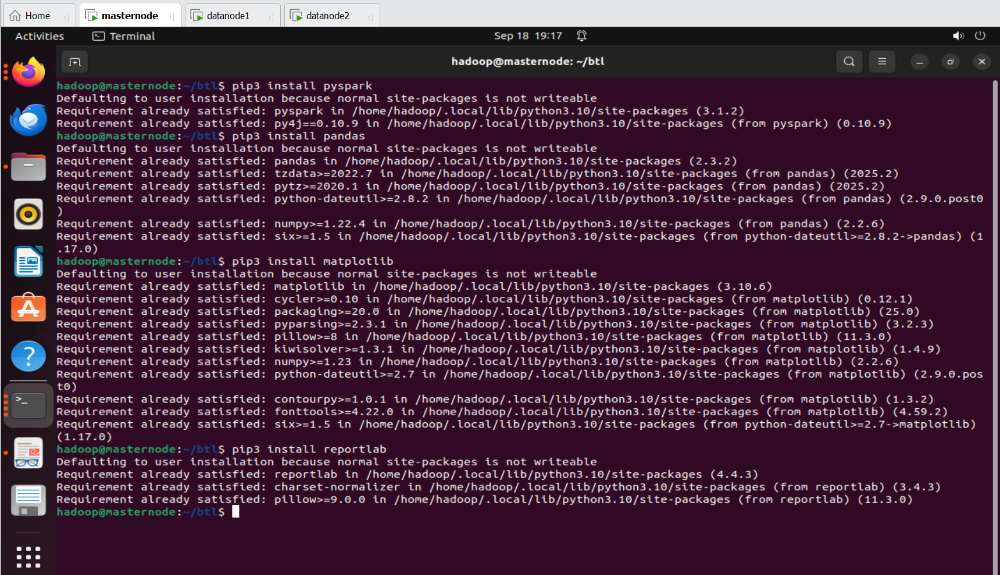 Home
masternode
datanode1
datanode2
Activities
Terminal
Sep 18 19:17
hadoop@masternode: ~/btl
hadoop@masternode:~/btl$ pip3 install pyspark
Defaulting to user installation because normal site-packages is not writeable
Requirement already satisfied: pyspark in /home/hadoop/.local/lib/python3.10/site-packages (3.1.2)
Requirement already satisfied: py4j==0.10.9 in /home/hadoop/.local/lib/python3.10/site-packages (from pyspark) (0.10.9)
hadoop@masternode:~/btl$ pip3 install pandas
Defaulting to user installation because normal site-packages is not writeable
Requirement already satisfied: pandas in /home/hadoop/.local/lib/python3.10/site-packages (2.3.2)
Requirement already satisfied: tzdata>=2022.7 in /home/hadoop/.local/lib/python3.10/site-packages (from pandas) (2025.2)
Requirement already satisfied: pytz>=2020.1 in /home/hadoop/.local/lib/python3.10/site-packages (from pandas) (2025.2)
Requirement already satisfied: python-dateutil>=2.8.2 in /home/hadoop/.local/lib/python3.10/site-packages (from pandas) (2.9.0.post0
)
Requirement already satisfied: numpy>=1.22.4 in /home/hadoop/.local/lib/python3.10/site-packages (from pandas) (2.2.6)
Requirement already satisfied: six>=1.5 in /home/hadoop/.local/lib/python3.10/site-packages (from python-dateutil>=2.8.2->pandas) (1
.17.0)
hadoop@masternode:~/btl$ pip3 install matplotlib
Defaulting to user installation because normal site-packages is not writeable
Requirement already satisfied: matplotlib in /home/hadoop/.local/lib/python3.10/site-packages (3.10.6)
Requirement already satisfied: cycler>=0.10 in /home/hadoop/.local/lib/python3.10/site-packages (from matplotlib) (0.12.1)
Requirement already satisfied: packaging>=20.0 in /home/hadoop/.local/lib/python3.10/site-packages (from matplotlib) (25.0)
Requirement already satisfied: pyparsing>=2.3.1 in /home/hadoop/.local/lib/python3.10/site-packages (from matplotlib) (3.2.3)
Requirement already satisfied: pillow>=8 in /home/hadoop/.local/lib/python3.10/site-packages (from matplotlib) (11.3.0)
Requirement already satisfied: kiwisolver>=1.3.1 in /home/hadoop/.local/lib/python3.10/site-packages (from matplotlib) (1.4.9)
Requirement already satisfied: numpy>=1.23 in /home/hadoop/.local/lib/python3.10/site-packages (from matplotlib) (2.2.6)
Requirement already satisfied: python-dateutil>=2.7 in /home/hadoop/.local/lib/python3.10/site-packages (from matplotlib) (2.9.0.pos
t0)
Requirement already satisfied: contourpy>=1.0.1 in /home/hadoop/.local/lib/python3.10/site-packages (from matplotlib) (1.3.2)
Requirement already satisfied: fonttools>=4.22.0 in /home/hadoop/.local/lib/python3.10/site-packages (from matplotlib) (4.59.2)
Requirement already satisfied: six>=1.5 in /home/hadoop/.local/lib/python3.10/site-packages (from python-dateutil>=2.7->matplotlib)
(1.17.0)
hadoop@masternode:~/btl$ pip3 install reportlab
Defaulting to user installation because normal site-packages is not writeable
Requirement already satisfied: reportlab in /home/hadoop/.local/lib/python3.10/site-packages (4.4.3)
Requirement already satisfied: charset-normalizer in /home/hadoop/.local/lib/python3.10/site-packages (from reportlab) (3.4.3)
Requirement already satisfied: pillow>=9.0.0 in /home/hadoop/.local/lib/python3.10/site-packages (from reportlab) (11.3.0)
hadoop@masternode:~/btl$